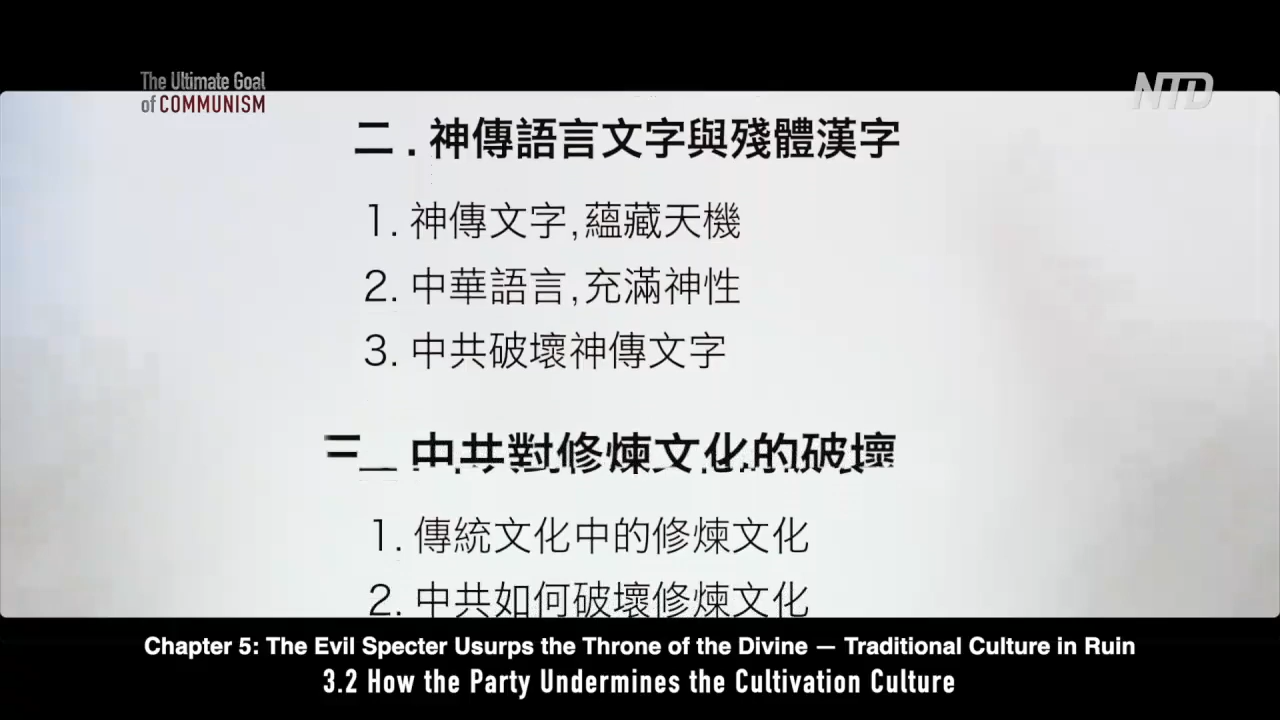 The Ultimate Goal
of COMMUNISM
NTD
二 . 神傳語言文字與殘體漢字
1. 神傳文字,蘊藏天機
2. 中華語言,充滿神性
3. 中共破壞神傳文字
三 . 中共對修煉文化的破壞
1. 傳統文化中的修煉文化
2. 中共如何破壞修煉文化
Chapter 5: The Evil Specter Usurps the Throne of the Divine — Traditional Culture in Ruin
3.2 How the Party Undermines the Cultivation Culture